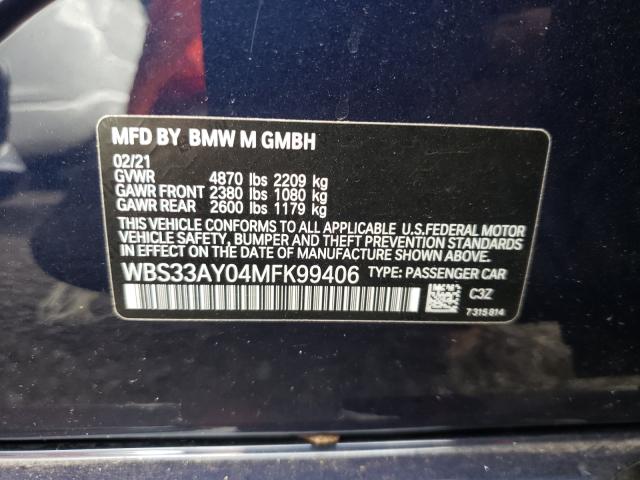 MFD BY BMW M GMBH
02/21
GVWR 4870 lbs 2209 kg
GAWR FRONT 2380 lbs 1080 kg
GAWR REAR 2600 lbs 1179 kg
THIS VEHICLE CONFORMS TO ALL APPLICABLE U.S.FEDERAL MOTOR
VEHICLE SAFETY, BUMPER AND THEFT PREVENTION STANDARDS
IN EFFECT ON THE DATE OF MANUFACTURE SHOWN ABOVE.
WBS33AY04MFK99406 TYPE: PASSENGER CAR
C3Z
7315814